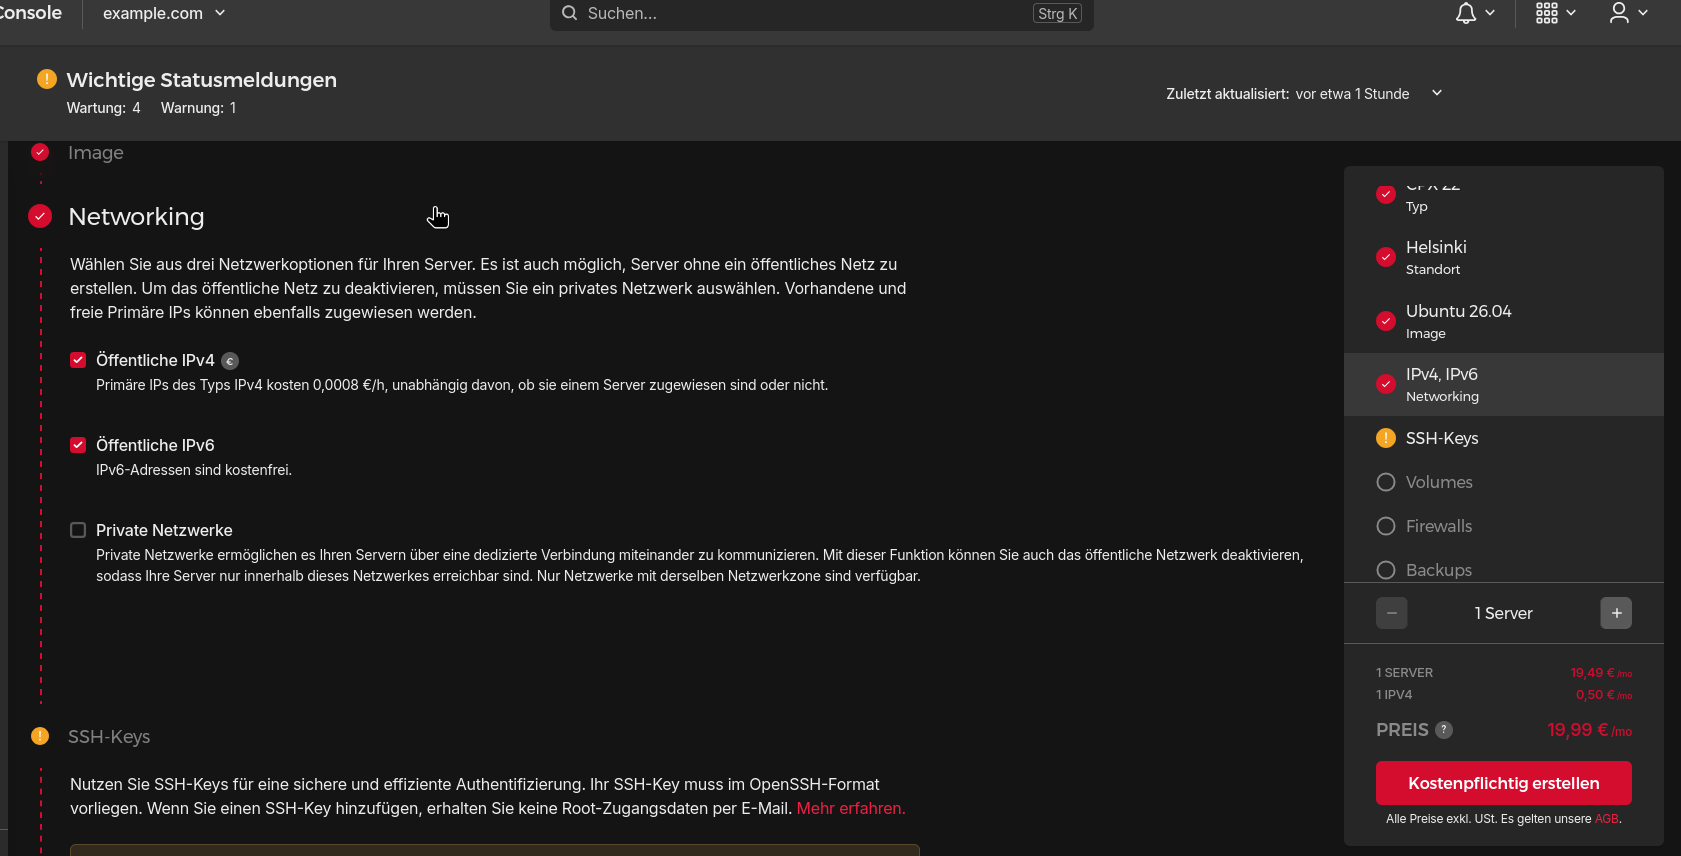 Console
example.com
Suchen...
Strg K
Wichtige Statusmeldungen
Wartung: 4 Warnung: 1
Zuletzt aktualisiert: vor etwa 1 Stunde
Image
Networking
Wählen Sie aus drei Netzwerkoptionen für Ihren Server. Es ist auch möglich, Server ohne ein öffentliches Netz zu
erstellen. Um das öffentliche Netz zu deaktivieren, müssen Sie ein privates Netzwerk auswählen. Vorhandene und
freie Primäre IPs können ebenfalls zugewiesen werden.
Öffentliche IPv4 €
Primäre IPs des Typs IPv4 kosten 0,0008 €/h, unabhängig davon, ob sie einem Server zugewiesen sind oder nicht.
Öffentliche IPv6
IPv6-Adressen sind kostenfrei.
Private Netzwerke
Private Netzwerke ermöglichen es Ihren Servern über eine dedizierte Verbindung miteinander zu kommunizieren. Mit dieser Funktion können Sie auch das öffentliche Netzwerk deaktivieren,
sodass Ihre Server nur innerhalb dieses Netzwerkes erreichbar sind. Nur Netzwerke mit derselben Netzwerkzone sind verfügbar.
SSH-Keys
Nutzen Sie SSH-Keys für eine sichere und effiziente Authentifizierung. Ihr SSH-Key muss im OpenSSH-Format
vorliegen. Wenn Sie einen SSH-Key hinzufügen, erhalten Sie keine Root-Zugangsdaten per E-Mail. Mehr erfahren.
CPX 22
Typ
Helsinki
Standort
Ubuntu 26.04
Image
IPv4, IPv6
Networking
SSH-Keys
Volumes
Firewalls
Backups
− 1 Server +
1 SERVER 19,49 € /mo
1 IPV4 0,50 € /mo
PREIS ? 19,99 € /mo
Kostenpflichtig erstellen
Alle Preise exkl. USt. Es gelten unsere AGB.